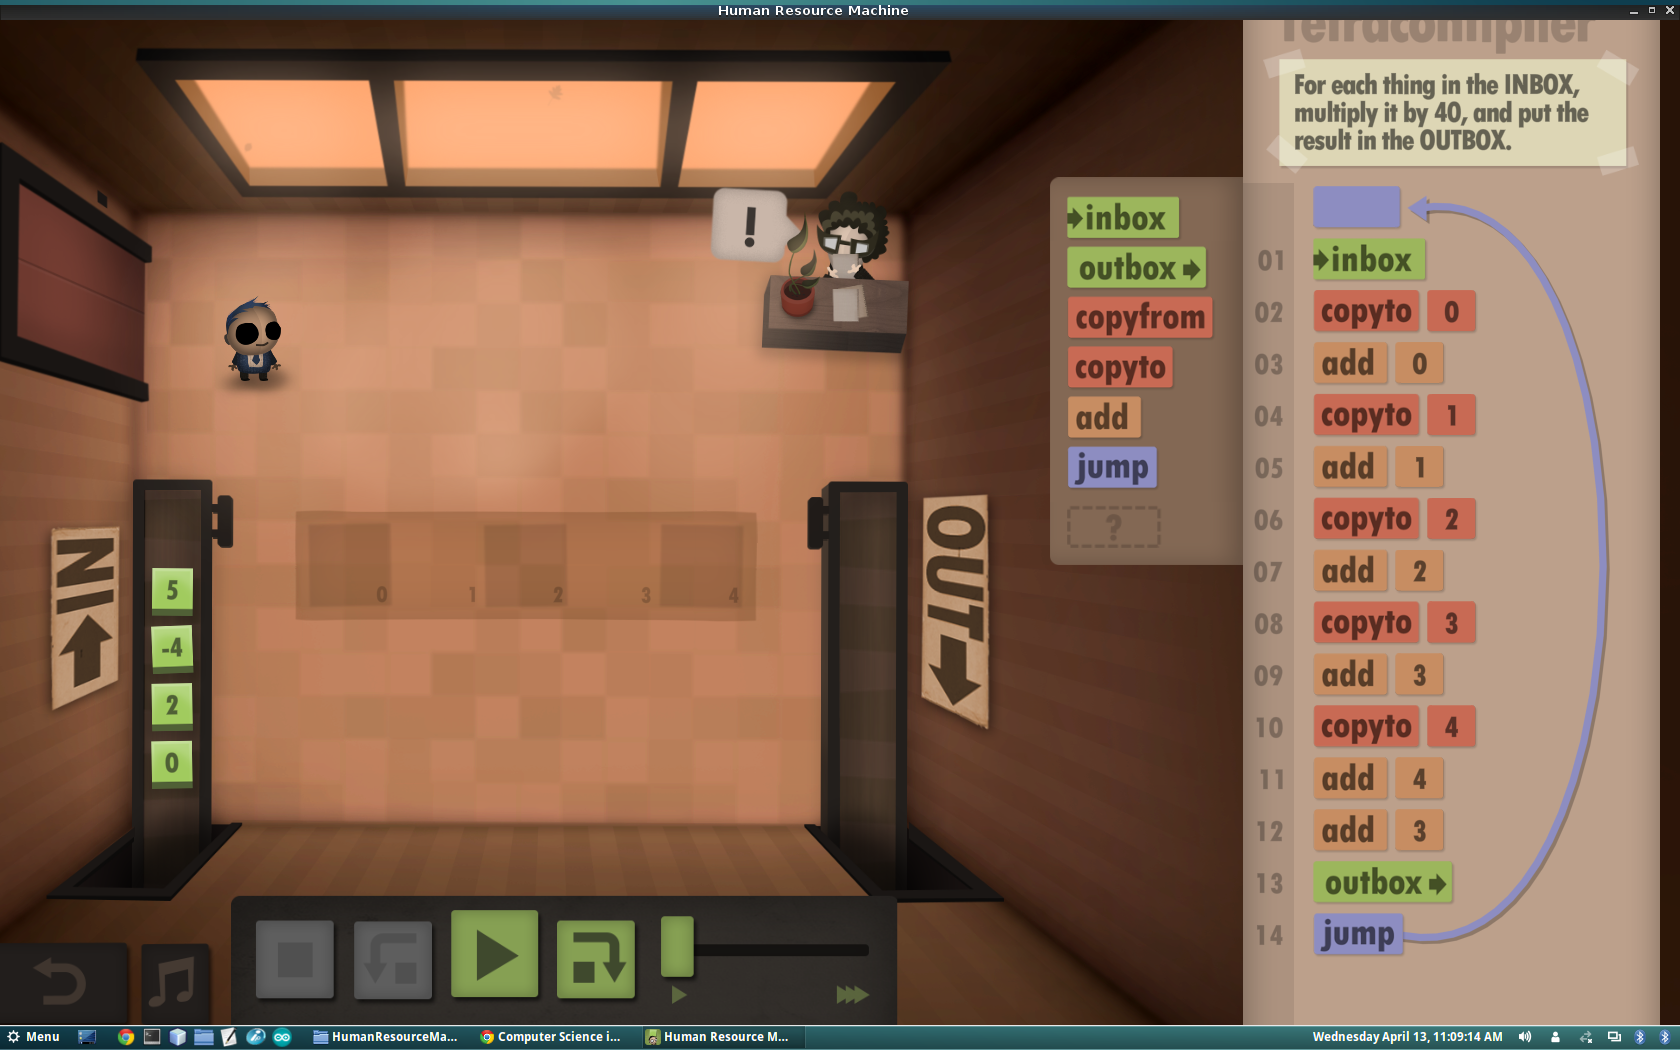 Human Resource Machine
Tetracontiplier
For each thing in the INBOX,
multiply it by 40, and put the
result in the OUTBOX.
!
inbox
outbox
copyfrom
copyto
add
jump
?
01 inbox
02 copyto 0
03 add 0
04 copyto 1
05 add 1
06 copyto 2
07 add 2
08 copyto 3
09 add 3
10 copyto 4
11 add 4
12 add 3
13 outbox
14 jump
IN
5
-4
2
0
0 1 2 3 4
OUT
Menu
HumanResourceMa...
Computer Science i...
Human Resource M...
Wednesday April 13, 11:09:14 AM